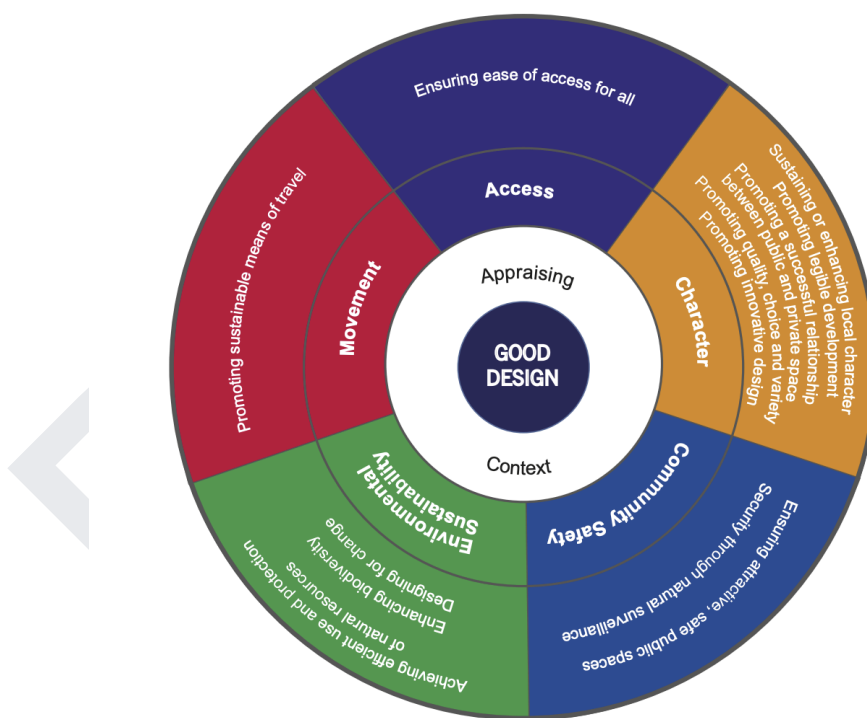 Ensuring ease of access for all
Access
Sustaining or enhancing local character
Promoting legible development
Promoting a successful relationship
between public and private space
Promoting quality, choice and variety
Promoting innovative design
Character
Community Safety
Security through natural surveillance
Ensuring attractive, safe public spaces
Environmental
Sustainability
Achieving efficient use and protection
of natural resources
Enhancing biodiversity
Designing for change
Movement
Promoting sustainable means of travel
Appraising
GOOD
DESIGN
Context